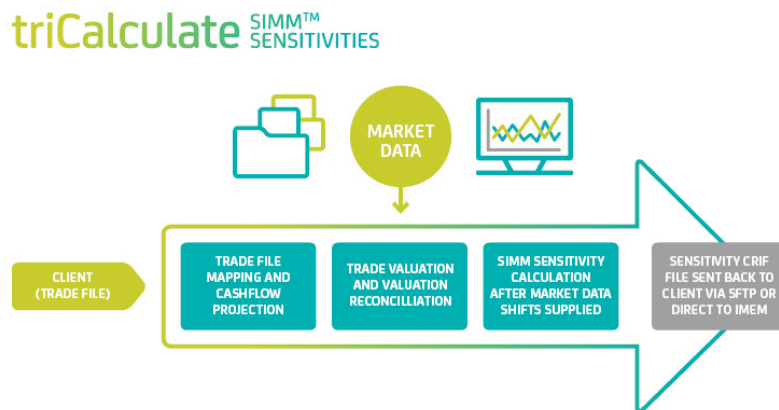 triCalculate SIMM™
SENSITIVITIES
MARKET
DATA
CLIENT
(TRADE FILE)
TRADE FILE
MAPPING AND
CASHFLOW
PROJECTION
TRADE VALUATION
AND VALUATION
RECONCILLIATION
SIMM SENSITIVITY
CALCULATION
AFTER MARKET DATA
SHIFTS SUPPLIED
SENSITIVITY CRIF
FILE SENT BACK TO
CLIENT VIA SFTP OR
DIRECT TO IMEM